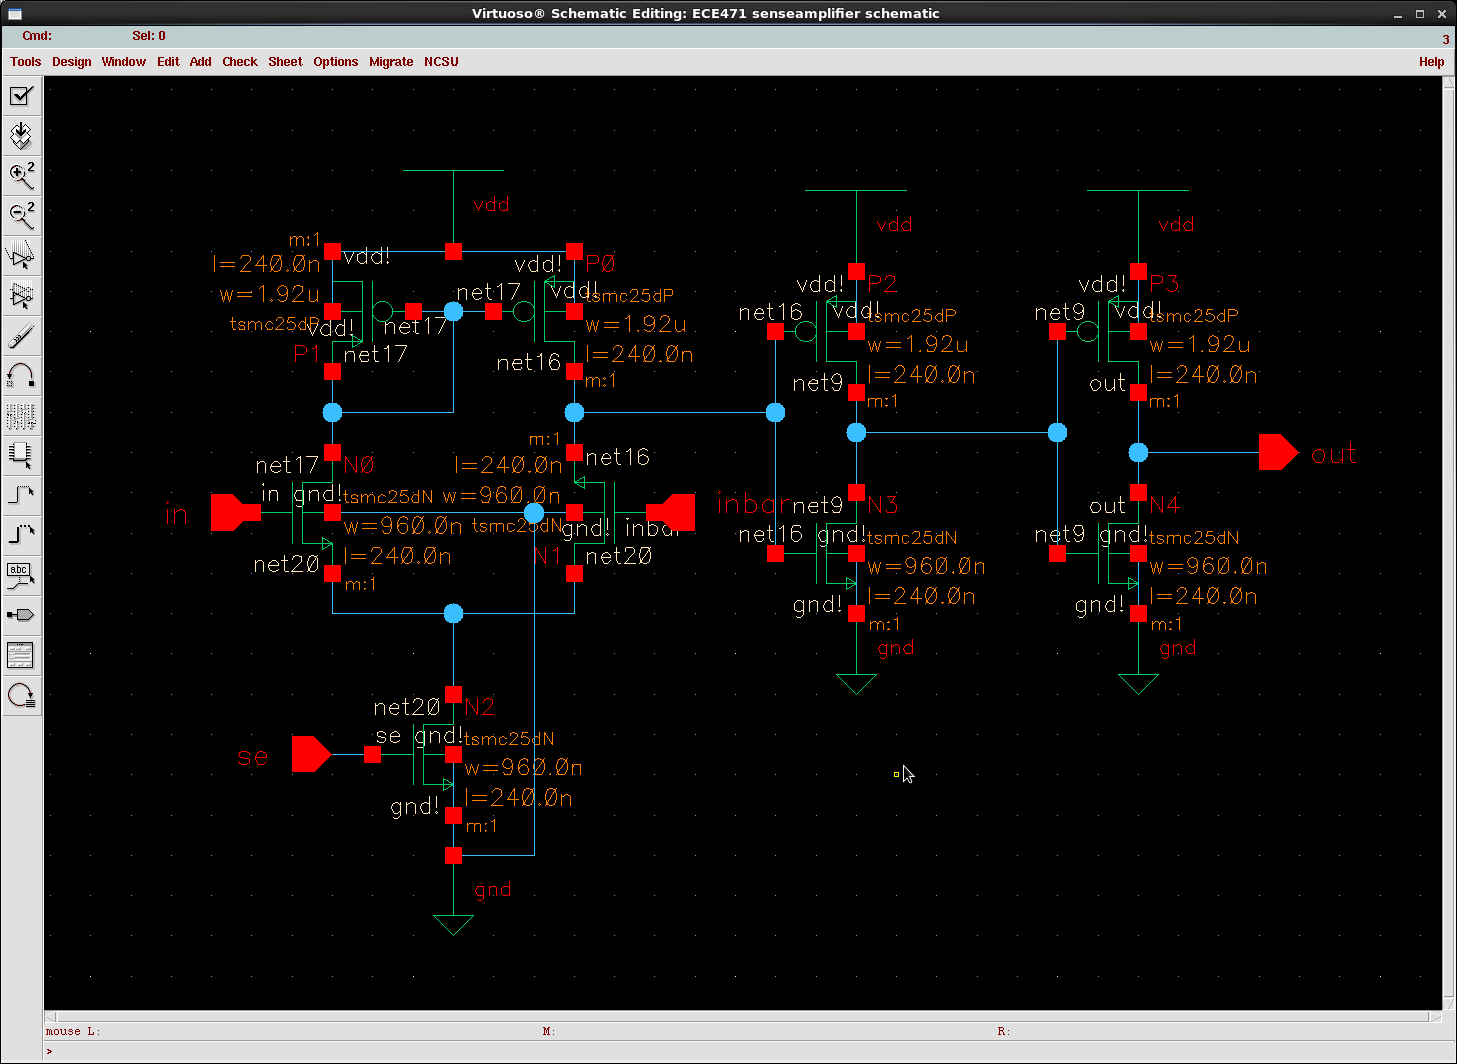 Virtuoso® Schematic Editing: ECE471 senseamplifier schematic
Cmd: Sel: 0
3
Tools Design Window Edit Add Check Sheet Options Migrate NCSU Help
2
2
abc
vdd
m:1
l=240.0n
w=1.92u
tsmc25dP
vdd!
vdd!
net17
net17
P1
vdd!
P0
net17
vdd!
tsmc25dP
w=1.92u
l=240.0n
net16
m:1
vdd
vdd!
P2
net16
vdd!
tsmc25dP
w=1.92u
l=240.0n
net9
m:1
vdd
vdd!
P3
net9
vdd!
tsmc25dP
w=1.92u
l=240.0n
out
m:1
net17
N0
in
in
gnd!
tsmc25dN
w=960.0n
l=240.0n
net20
m:1
m:1
l=240.0n
net16
w=960.0n
tsmc25dN
gnd!
inbar
inbar
N1
net20
net9
N3
net16
gnd!
tsmc25dN
w=960.0n
l=240.0n
gnd!
m:1
gnd
out
out
N4
net9
gnd!
tsmc25dN
w=960.0n
l=240.0n
gnd!
m:1
gnd
net20
N2
se
se
gnd!
tsmc25dN
w=960.0n
l=240.0n
gnd!
m:1
gnd
mouse L: M: R:
>